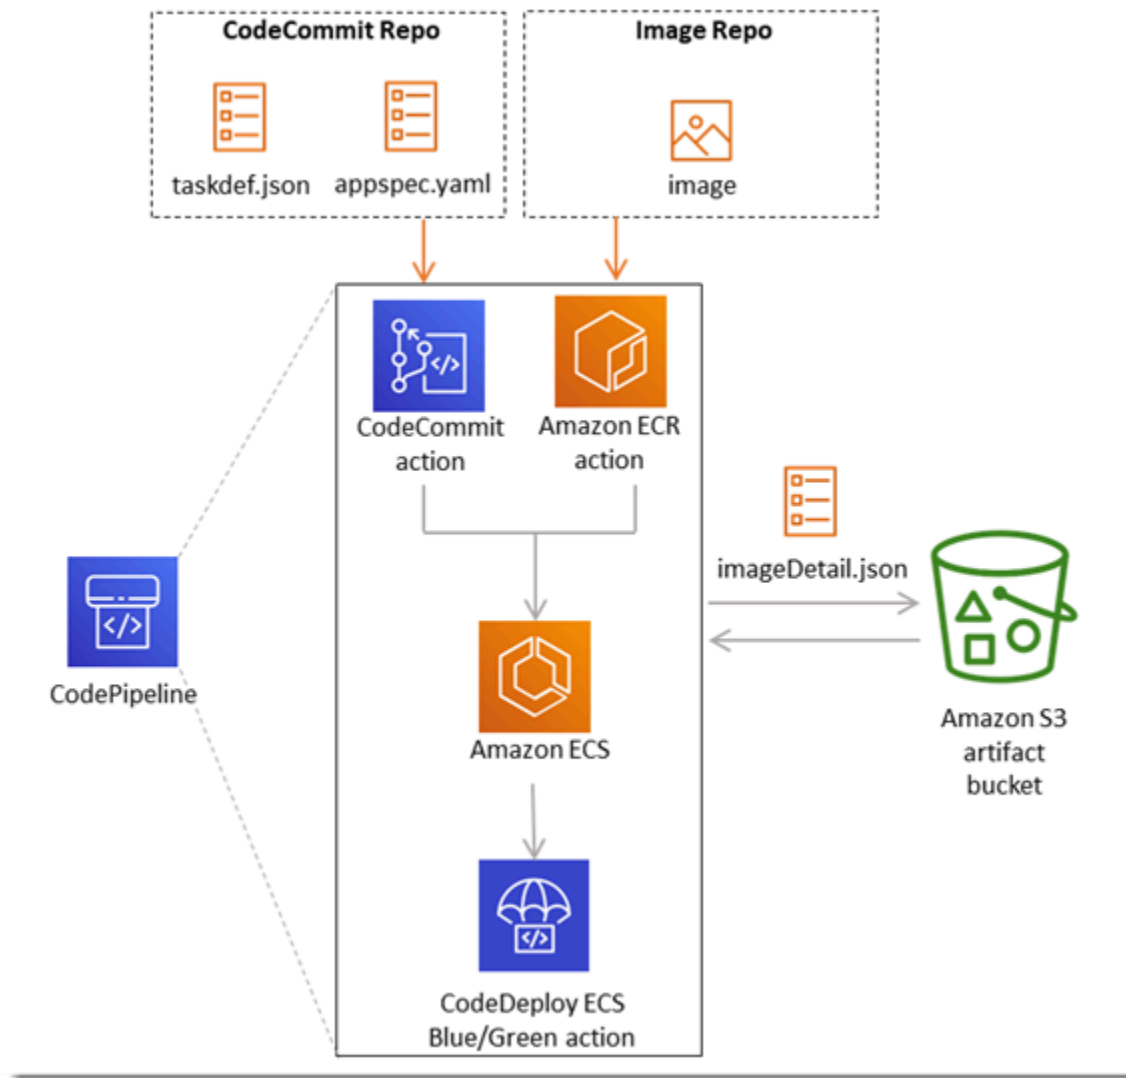 CodeCommit Repo
Image Repo
taskdef.json
appspec.yaml
image
</>
CodeCommit
action
Amazon ECR
action
imageDetail.json
</>
CodePipeline
Amazon ECS
Amazon S3
artifact
bucket
</>
CodeDeploy ECS
Blue/Green action